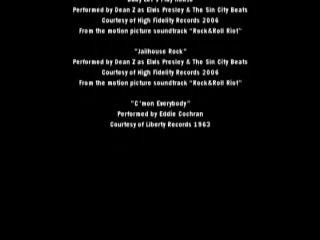 Performed by Dean Z as Elvis Presley & The Sin City Beats
Courtesy of High Fidelity Records 2006
From the motion picture soundtrack "Rock&Roll Riot"
"Jailhouse Rock"
Performed by Dean Z as Elvis Presley & The Sin City Beats
Courtesy of High Fidelity Records 2006
From the motion picture soundtrack "Rock&Roll Riot"
"C'mon Everybody"
Performed by Eddie Cochran
Courtesy of Liberty Records 1963